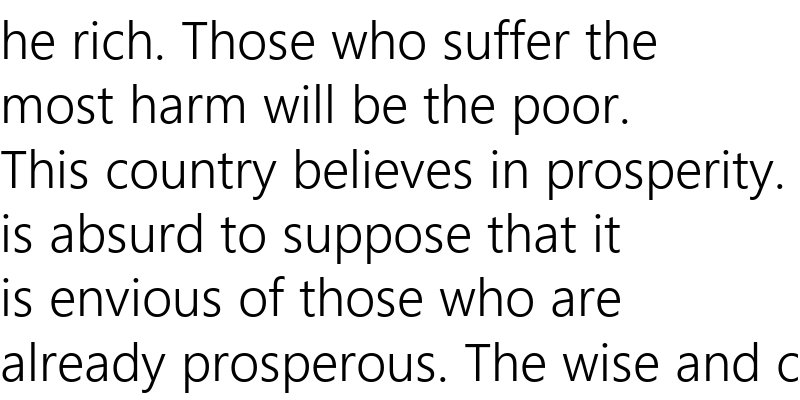 he rich. Those who suffer the
most harm will be the poor.
This country believes in prosperity.
is absurd to suppose that it
is envious of those who are
already prosperous. The wise and